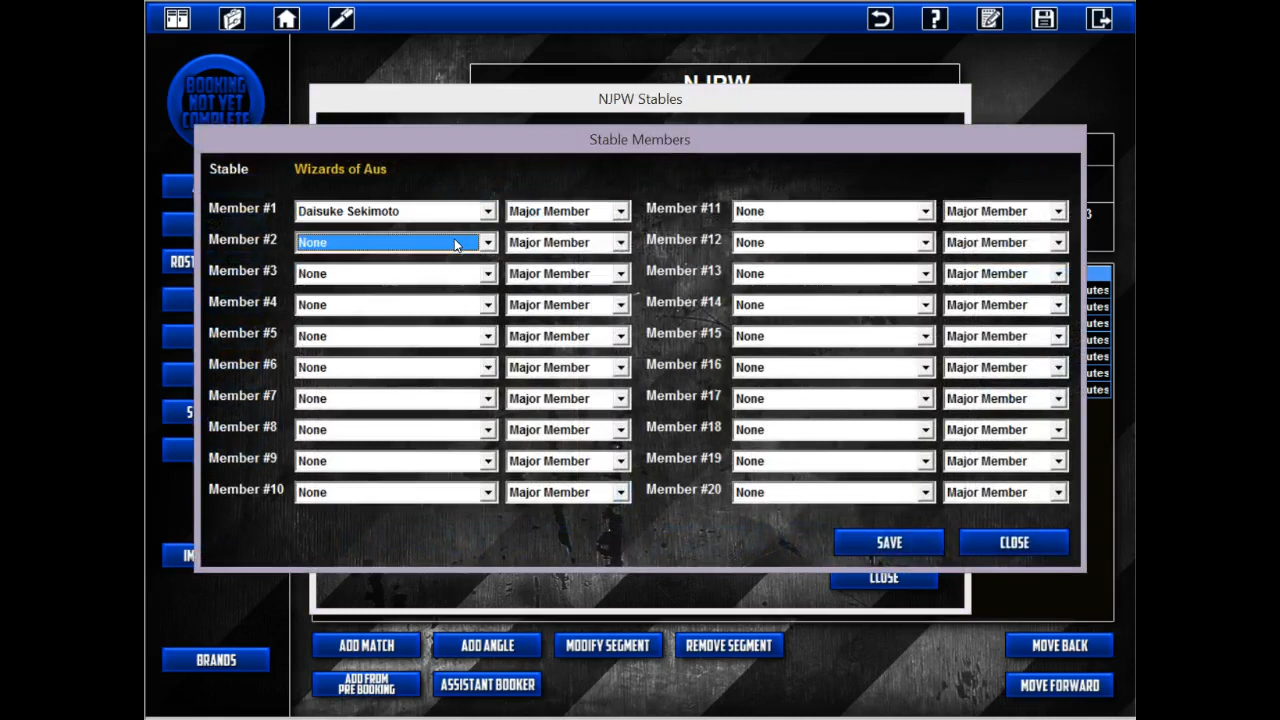 BOOKING
NOT YET
COMPLETE
NJPW
NJPW Stables
Stable Members
Stable Wizards of Aus
Member #1 Daisuke Sekimoto Major Member Member #11 None Major Member
Member #2 None Major Member Member #12 None Major Member
Member #3 None Major Member Member #13 None Major Member
Member #4 None Major Member Member #14 None Major Member
Member #5 None Major Member Member #15 None Major Member
Member #6 None Major Member Member #16 None Major Member
Member #7 None Major Member Member #17 None Major Member
Member #8 None Major Member Member #18 None Major Member
Member #9 None Major Member Member #19 None Major Member
Member #10 None Major Member Member #20 None Major Member
SAVE CLOSE
CLOSE
ADD MATCH ADD ANGLE MODIFY SEGMENT REMOVE SEGMENT MOVE BACK
BRANDS
ADD FROM
PRE BOOKING
ASSISTANT BOOKER MOVE FORWARD